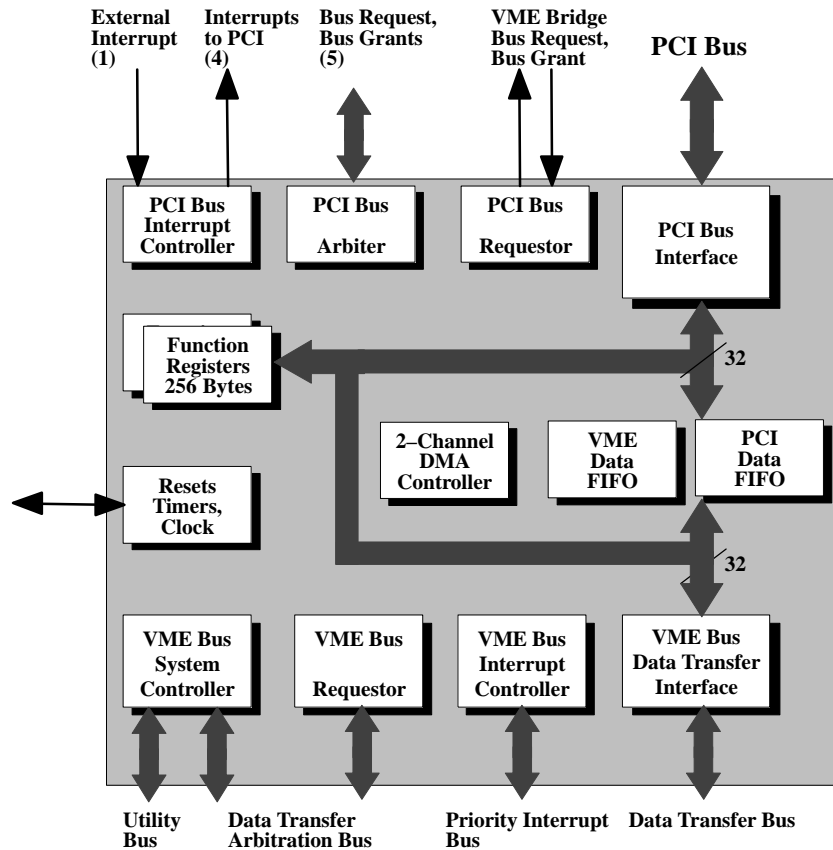 External
Interrupt
(1)
Interrupts
to PCI
(4)
Bus Request,
Bus Grants
(5)
VME Bridge
Bus Request,
Bus Grant
PCI Bus
PCI Bus
Interrupt
Controller
PCI Bus
Arbiter
PCI Bus
Requestor
PCI Bus
Interface
Function
Registers
256 Bytes
32
2–Channel
DMA
Controller
VME
Data
FIFO
PCI
Data
FIFO
Resets
Timers,
Clock
32
VME Bus
System
Controller
VME Bus
Requestor
VME Bus
Interrupt
Controller
VME Bus
Data Transfer
Interface
Utility
Bus
Data Transfer
Arbitration Bus
Priority Interrupt
Bus
Data Transfer Bus